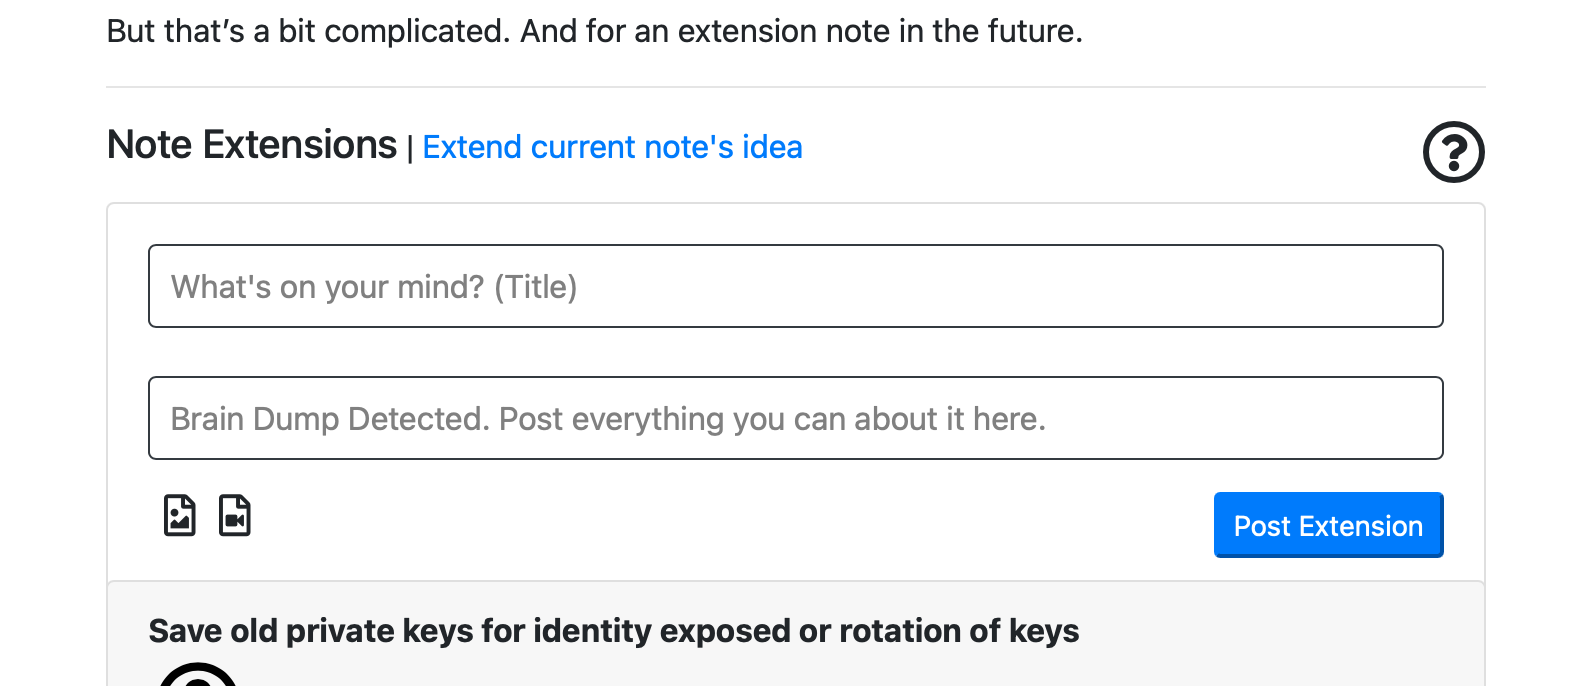 But that’s a bit complicated. And for an extension note in the future.
Note Extensions | Extend current note's idea
What's on your mind? (Title)
Brain Dump Detected. Post everything you can about it here.
Post Extension
Save old private keys for identity exposed or rotation of keys